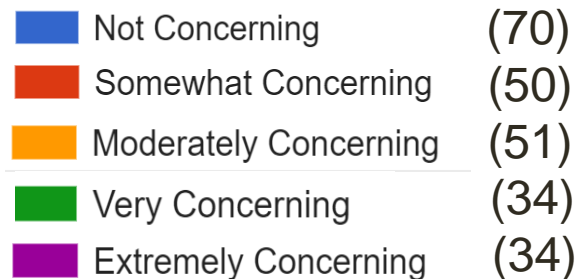 Not Concerning (70)
Somewhat Concerning (50)
Moderately Concerning (51)
Very Concerning (34)
Extremely Concerning (34)